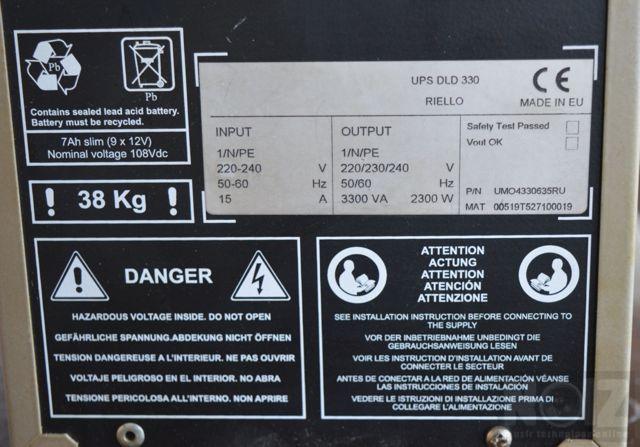 Pb
Pb
Contains sealed lead acid battery.
Battery must be recycled.
7Ah slim (9 x 12V)
Nominal voltage 108Vdc
! 38 Kg !
UPS DLD 330
RIELLO
CE
MADE IN EU
INPUT
1/N/PE
220-240 V
50-60 Hz
15 A
OUTPUT
1/N/PE
220/230/240 V
50/60 Hz
3300 VA 2300 W
Safety Test Passed
Vout OK
P/N UMO4330635RU
MAT 00519T527100019
! DANGER
HAZARDOUS VOLTAGE INSIDE. DO NOT OPEN
GEFÄHRLICHE SPANNUNG.ABDEKUNG NICHT ÖFFNEN
TENSION DANGEREUSE A L'INTERIEUR. NE PAS OUVRIR
VOLTAJE PELIGROSO EN EL INTERIOR. NO ABRA
TENSIONE PERICOLOSA ALL'INTERNO. NON APRIRE
ATTENTION
ACTUNG
ATTENTION
ATENCIÓN
ATTENZIONE
SEE INSTALLATION INSTRUCTION BEFORE CONNECTING TO
THE SUPPLY
VOR DER INBETRIEBNAHME UNBEDINGT DIE
GEBRAUCHSANWEISUNG LESEN
VOIR LES INSTRUCTION D'INSTALLATION AVANT DE
CONNECTER LE SECTEUR
ANTES DE CONECTAR A LA RED DE ALIMENTACIÓN VÉANSE
LAS INSTRUCCIONES DE INSTALACIÓN
VEDERE LE ISTRUZIONI DI INSTALLAZIONE PRIMA DI
COLLEGARE L'ALIMENTAZIONE